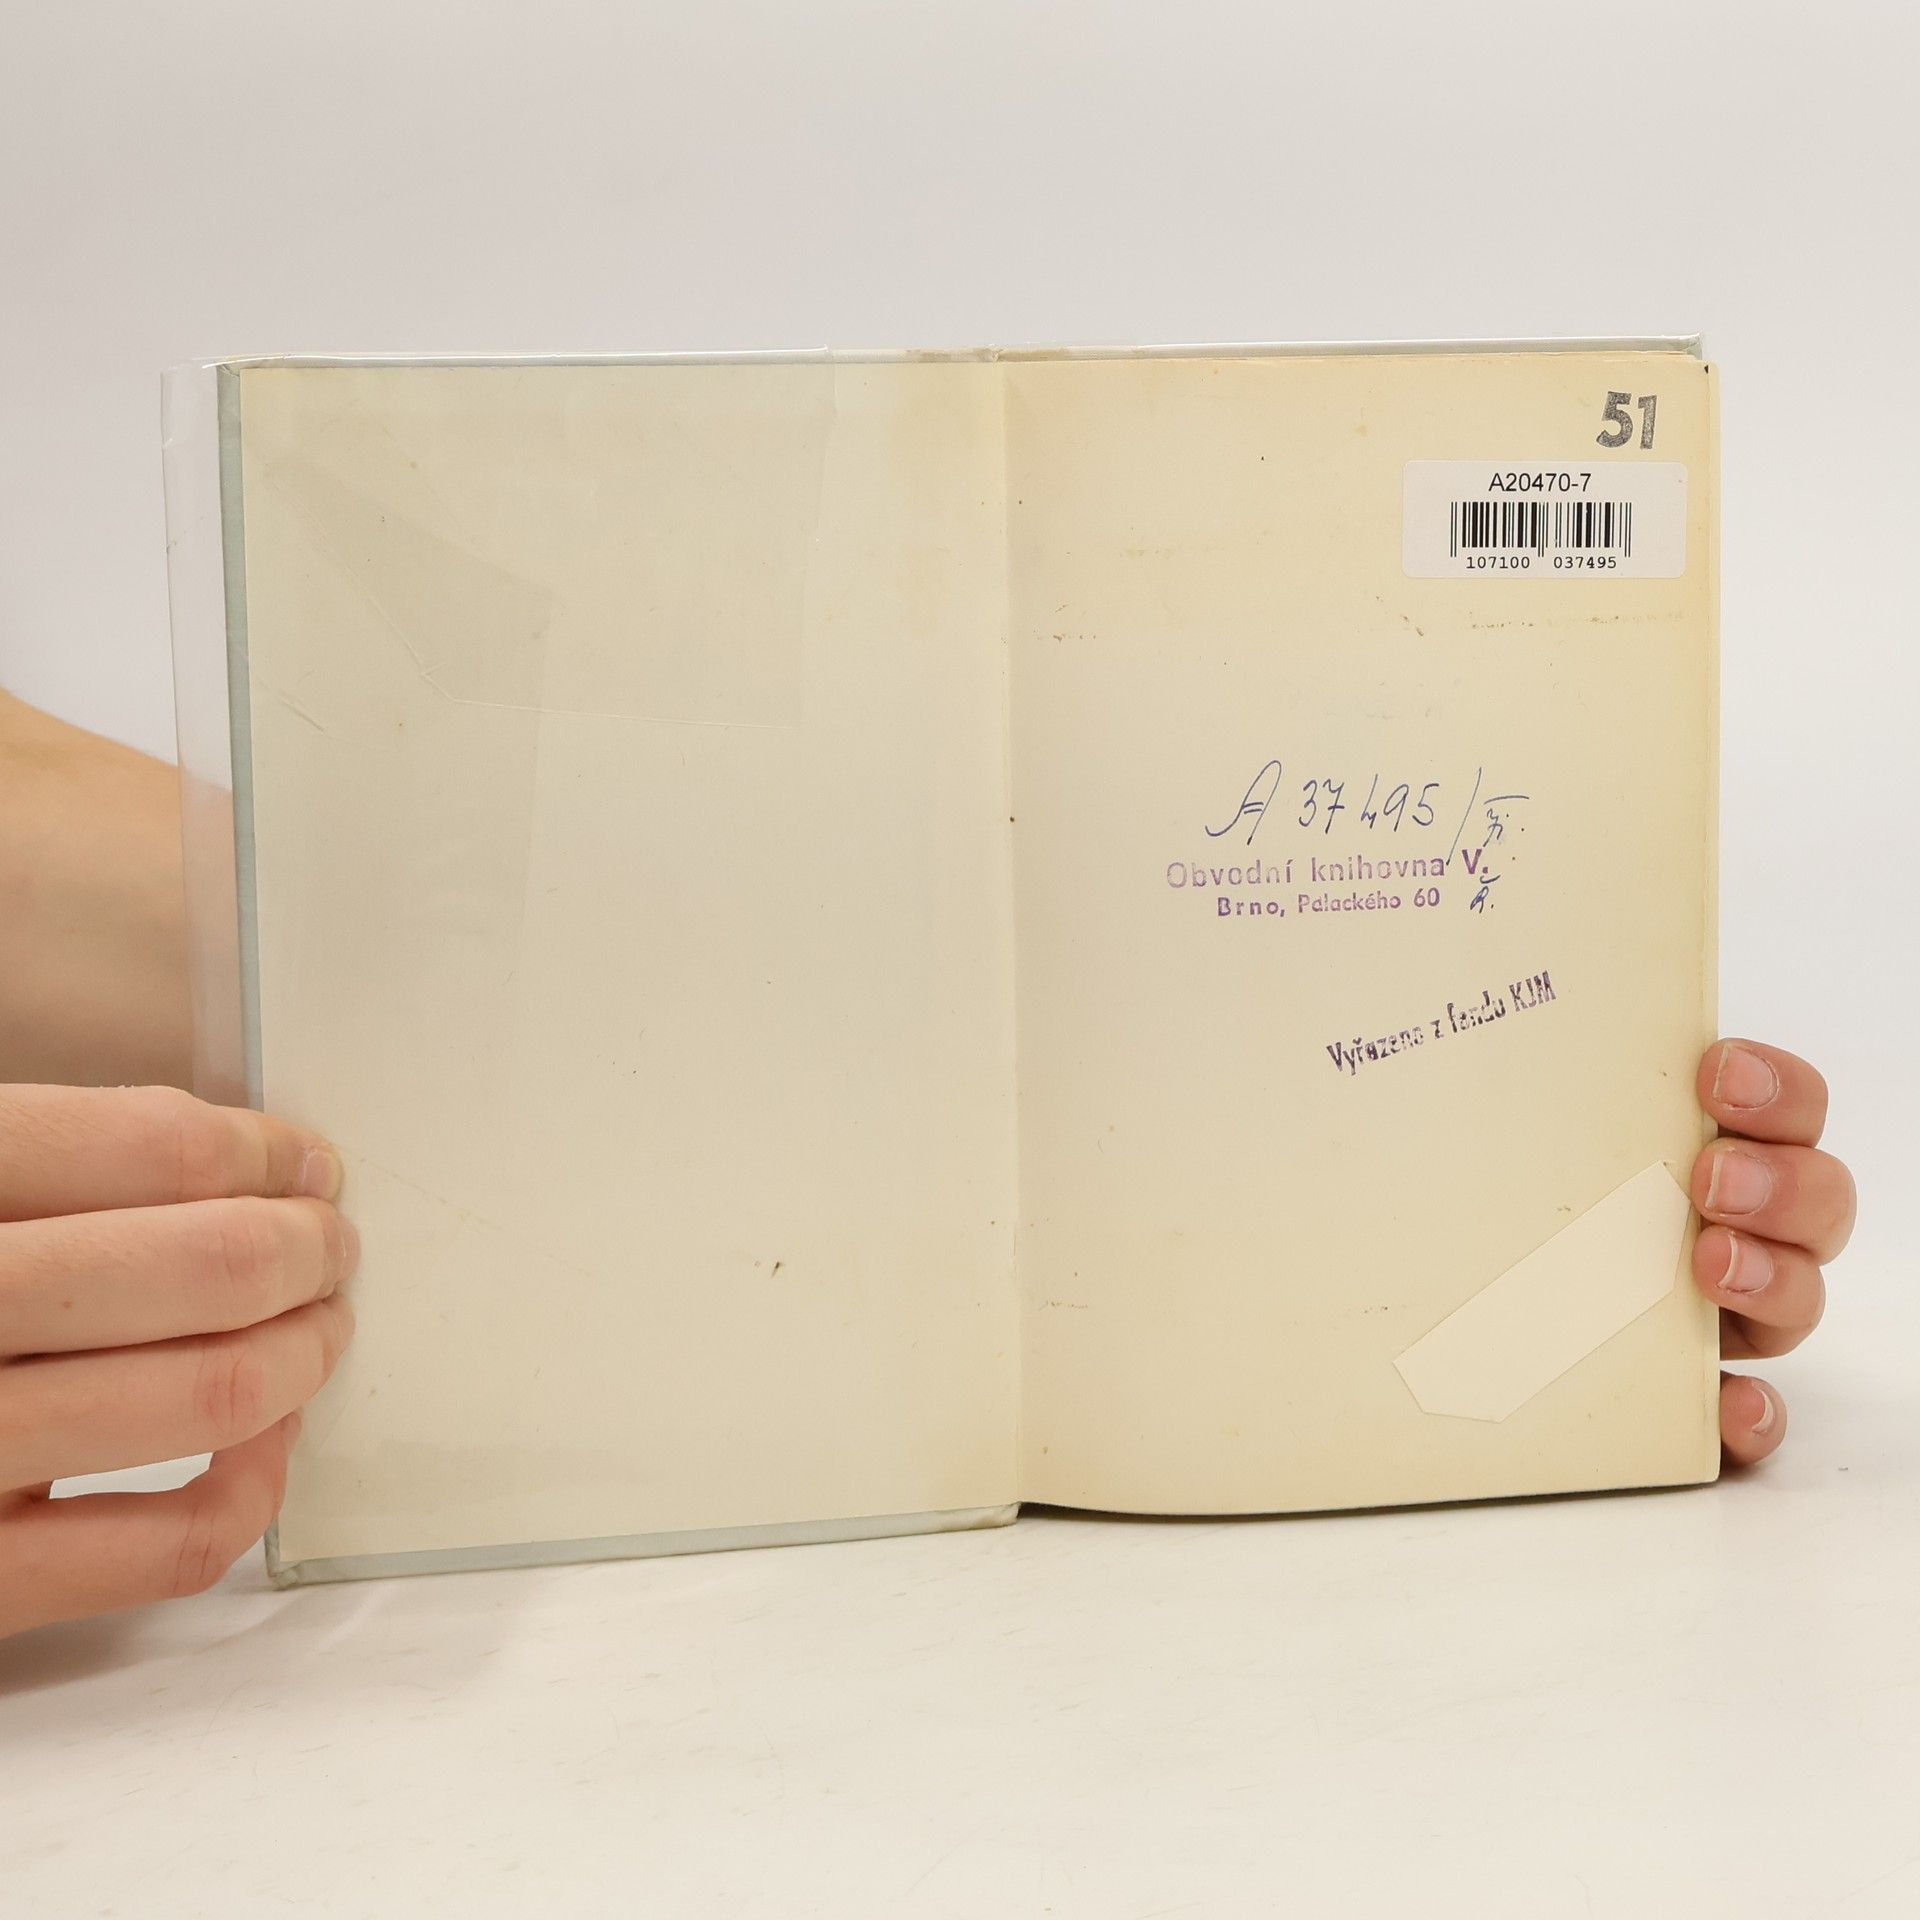 51
A20470-7
107100 037495
A 37495/
Obvodní knihovna V.
Brno, Palackého 60
Vyřazeno z fondu KJM